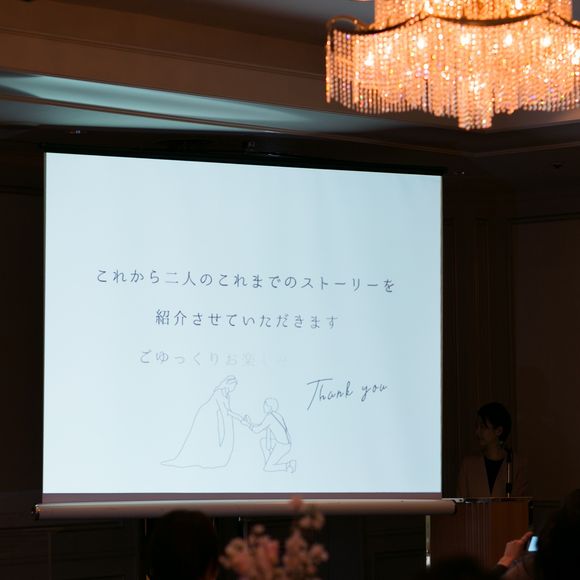 これから二人のこれまでのストーリーを
紹介させていただきます
ごゆっくりお楽し
Thank you